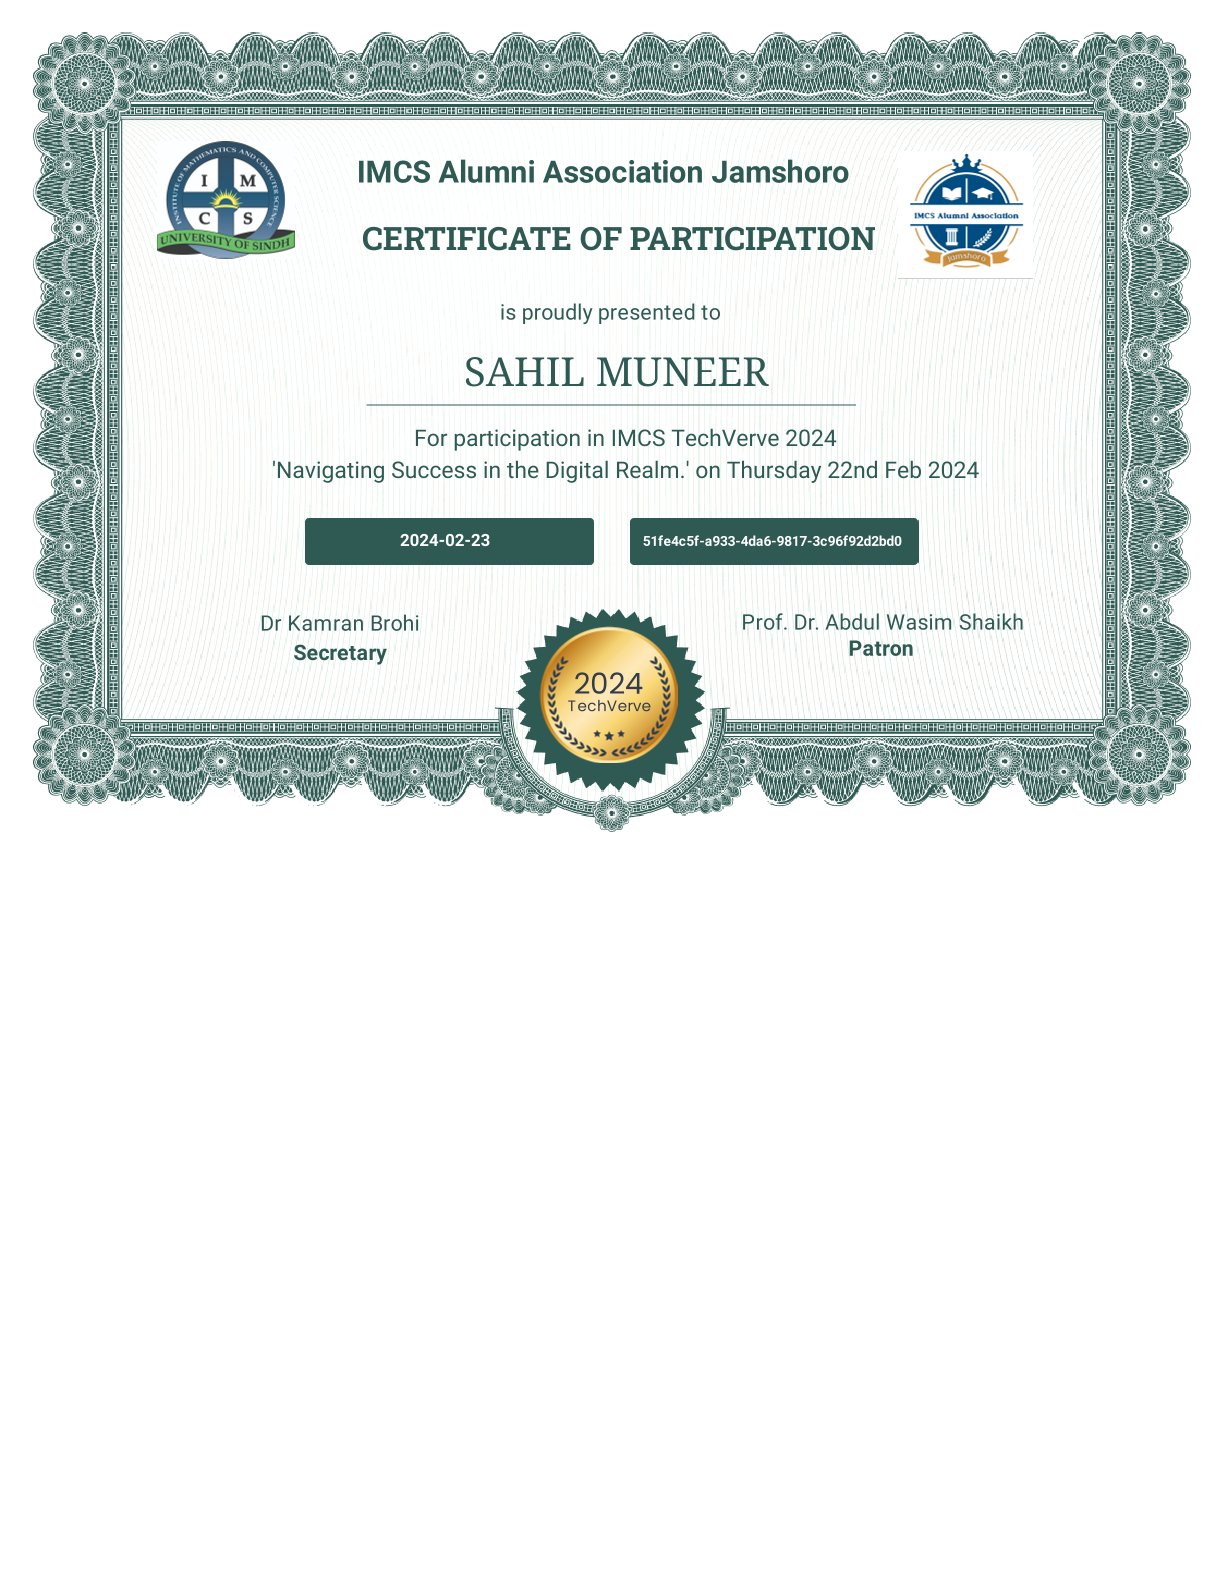 INSTITUTE OF MATHEMATICS AND COMPUTER SCIENCE
I M
C S
UNIVERSITY OF SINDH
IMCS Alumni Association Jamshoro
CERTIFICATE OF PARTICIPATION
IMCS Alumni Association
Jamshoro
is proudly presented to
SAHIL MUNEER
For participation in IMCS TechVerve 2024
'Navigating Success in the Digital Realm.' on Thursday 22nd Feb 2024
2024-02-23
51fe4c5f-a933-4da6-9817-3c96f92d2bd0
Dr Kamran Brohi
Secretary
Prof. Dr. Abdul Wasim Shaikh
Patron
2024
TechVerve